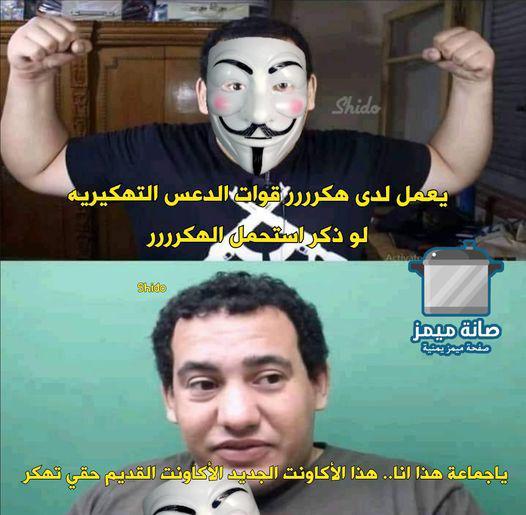 Shido
يعمل لدى هكرررر قوات الدعس التهكيريه
لو ذكر استحمل الهكرررر
Activate
Shido
صانة ميمز
صفحة ميمز يمنية
ياجماعة هذا انا.. هذا الأكاونت الجديد الأكاونت القديم حقي تهكر